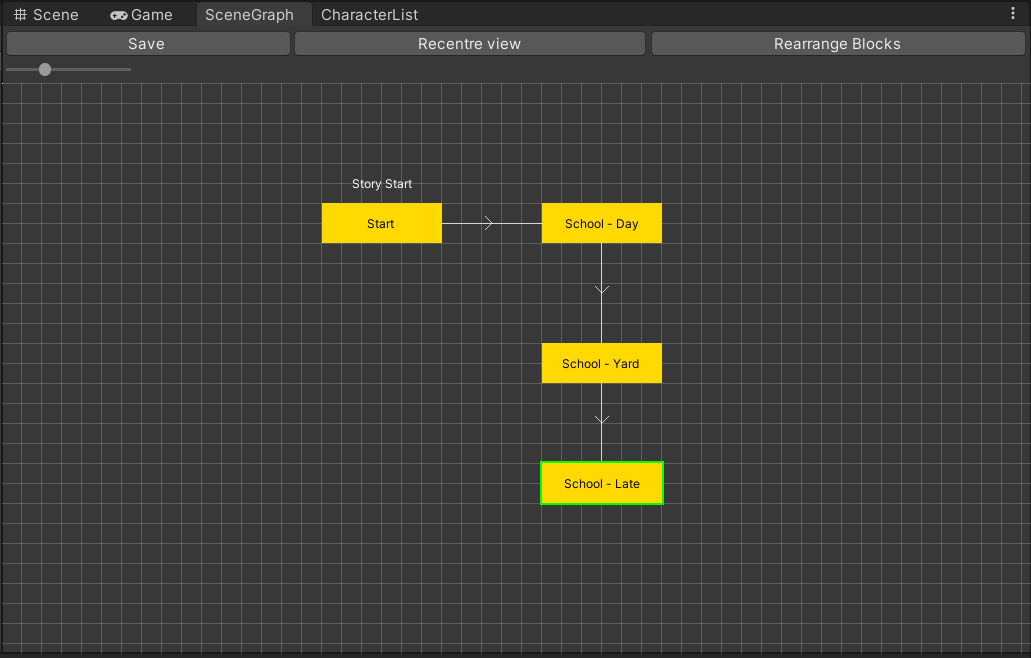 Scene Game SceneGraph CharacterList
Save Recentre view Rearrange Blocks
Story Start
Start School - Day
School - Yard
School - Late